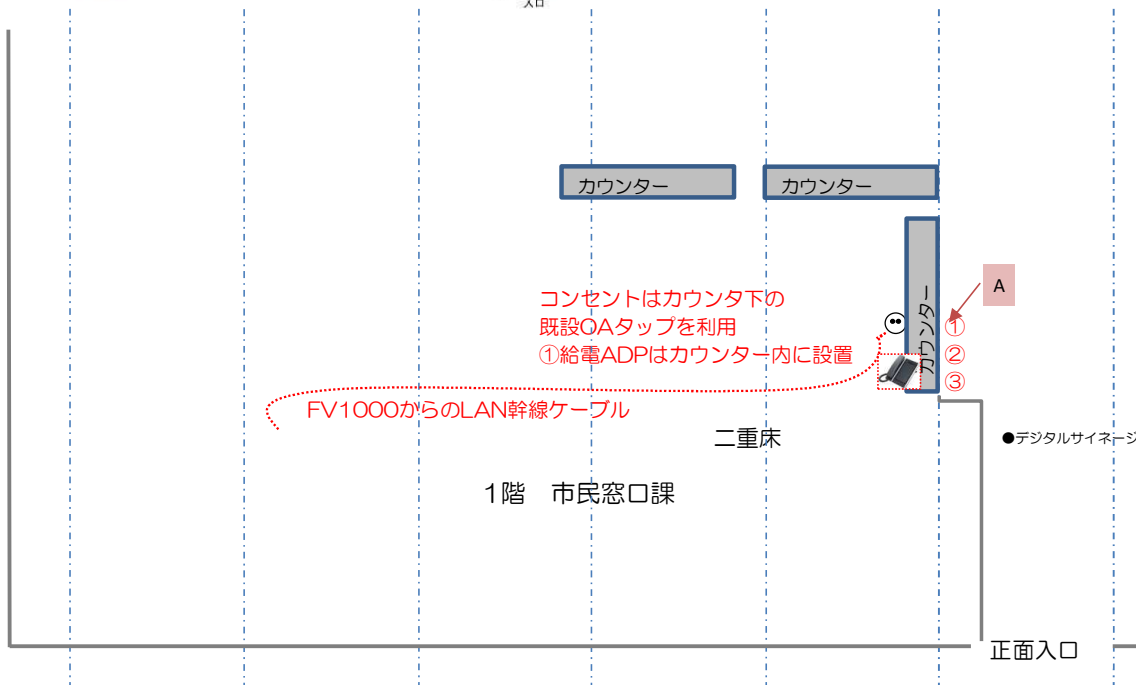 入口
カウンター
カウンター
カウンター
A
コンセントはカウンタ下の
既設OAタップを利用
①給電ADPはカウンター内に設置
①
②
③
FV1000からのLAN幹線ケーブル
二重床
●デジタルサイネージ
1階 市民窓口課
正面入口